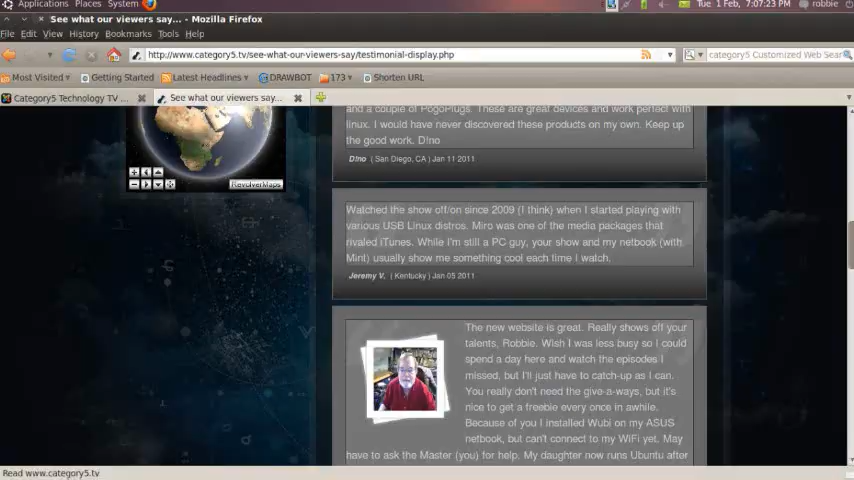 Applications Places System Tue 1 Feb, 7:07:23 PM robbie
See what our viewers say... - Mozilla Firefox
File Edit View History Bookmarks Tools Help
http://www.category5.tv/see-what-our-viewers-say/testimonial-display.php category5 Customized Web Sear
Most Visited Getting Started Latest Headlines DRAWBOT 173 Shorten URL
Category5 Technology TV ... See what our viewers say...
and a couple of PogoPlugs. These are great devices and work perfect with
linux. I would have never discovered these products on my own. Keep up
the good work. D!no
D!no | San Diego, CA | Jan 11 2011
RevolverMaps
Watched the show off/on since 2009 (I think) when I started playing with
various USB Linux distros. Miro was one of the media packages that
rivaled iTunes. While I'm still a PC guy, your show and my netbook (with
Mint) usually show me something cool each time I watch.
Jeremy V. | Kentucky | Jan 05 2011
The new website is great. Really shows off your
talents, Robbie. Wish I was less busy so I could
spend a day here and watch the episodes I
missed, but I'll just have to catch-up as I can.
You really don't need the give-a-ways, but it's
nice to get a freebie every once in awhile.
Because of you I installed Wubi on my ASUS
netbook, but can't connect to my WiFi yet. May
have to ask the Master (you) for help. My daughter now runs Ubuntu after
Read www.category5.tv